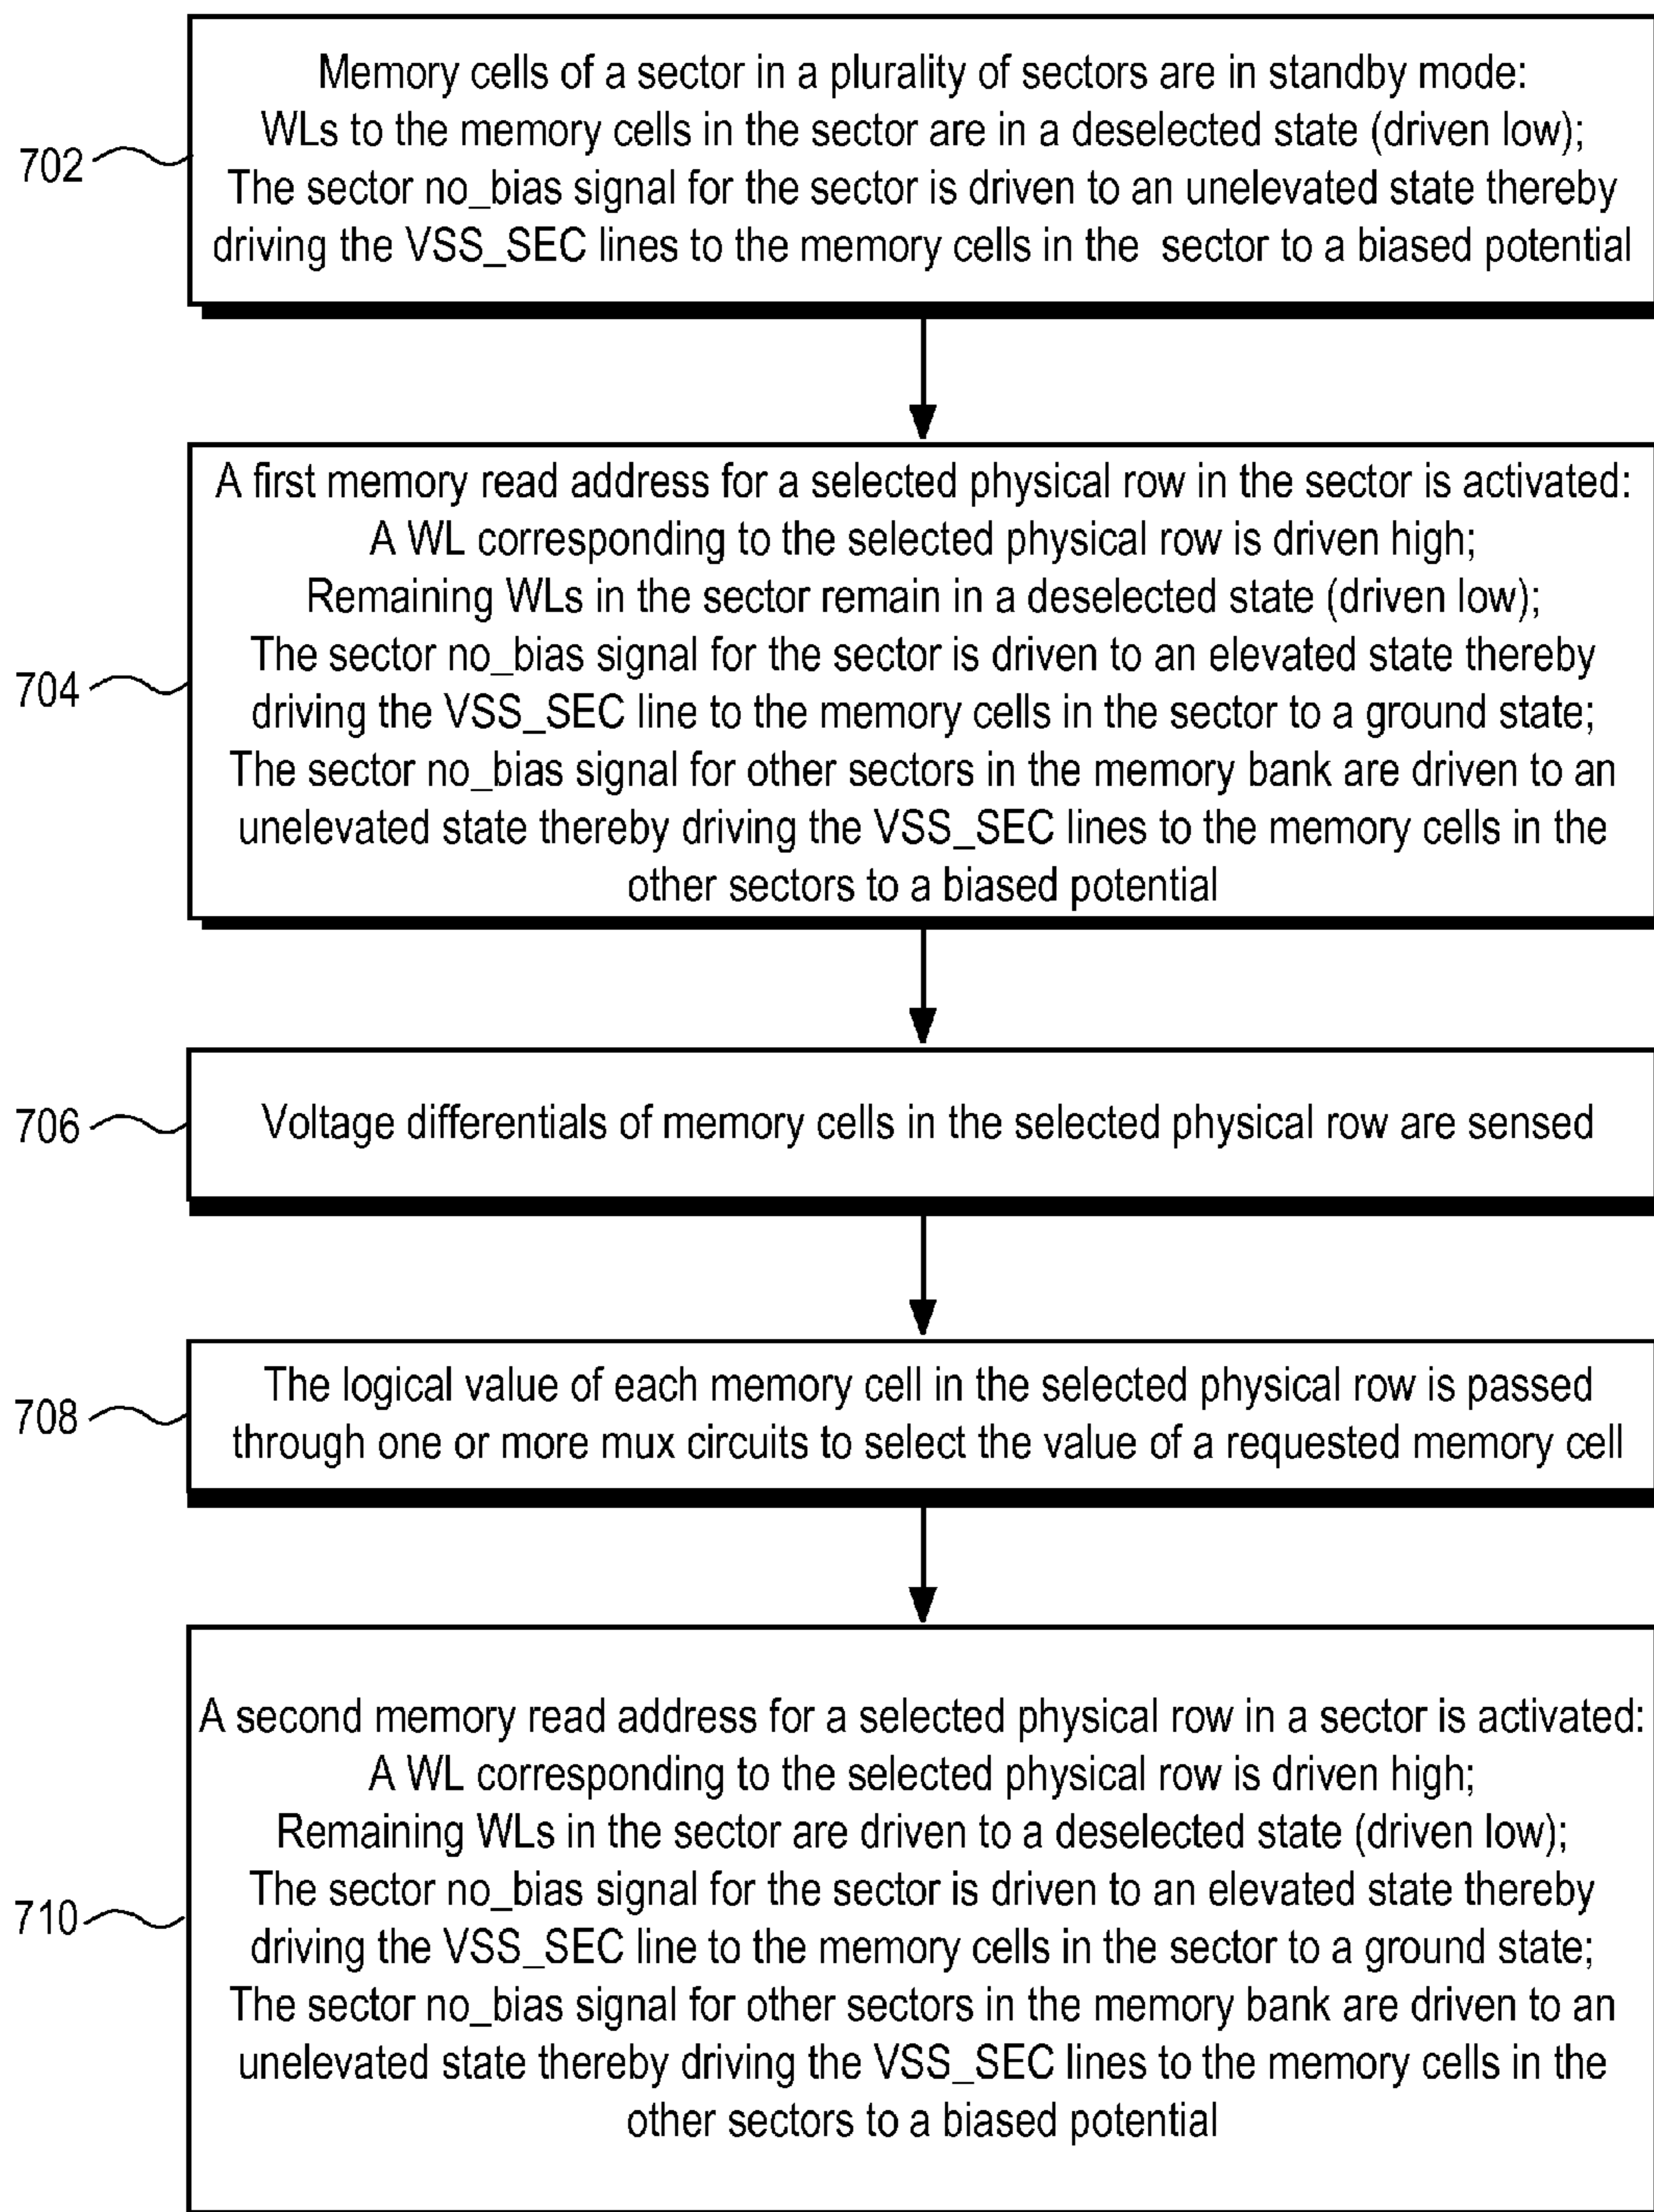 702
Memory cells of a sector in a plurality of sectors are in standby mode:
WLs to the memory cells in the sector are in a deselected state (driven low);
The sector no_bias signal for the sector is driven to an unelevated state thereby
driving the VSS_SEC lines to the memory cells in the sector to a biased potential
704
A first memory read address for a selected physical row in the sector is activated:
A WL corresponding to the selected physical row is driven high;
Remaining WLs in the sector remain in a deselected state (driven low);
The sector no_bias signal for the sector is driven to an elevated state thereby
driving the VSS_SEC line to the memory cells in the sector to a ground state;
The sector no_bias signal for other sectors in the memory bank are driven to an
unelevated state thereby driving the VSS_SEC lines to the memory cells in the
other sectors to a biased potential
706
Voltage differentials of memory cells in the selected physical row are sensed
708
The logical value of each memory cell in the selected physical row is passed
through one or more mux circuits to select the value of a requested memory cell
710
A second memory read address for a selected physical row in a sector is activated:
A WL corresponding to the selected physical row is driven high;
Remaining WLs in the sector are driven to a deselected state (driven low);
The sector no_bias signal for the sector is driven to an elevated state thereby
driving the VSS_SEC line to the memory cells in the sector to a ground state;
The sector no_bias signal for other sectors in the memory bank are driven to an
unelevated state thereby driving the VSS_SEC lines to the memory cells in the
other sectors to a biased potential